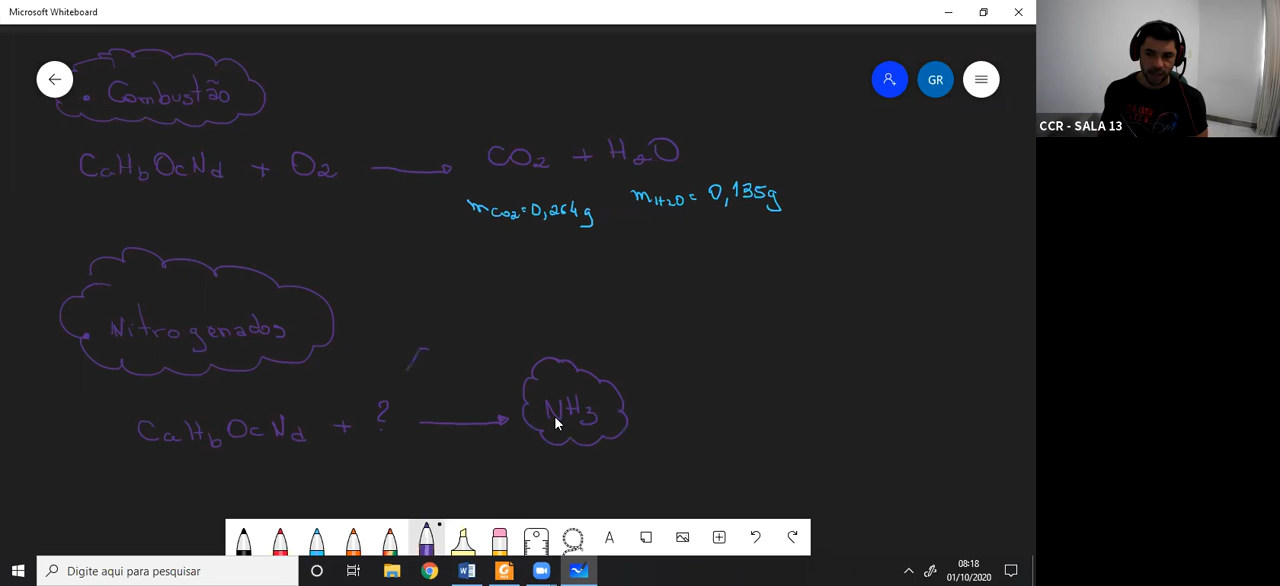 Microsoft Whiteboard
• Combustão
GR
CaHbOcNd + O2 → CO2 + H2O
mCO2 = 0,264g
mH2O = 0,135g
CCR - SALA 13
• Nitrogenados
CaHbOcNd + ? → NH3
A
Digite aqui para pesquisar
W
08:18
01/10/2020